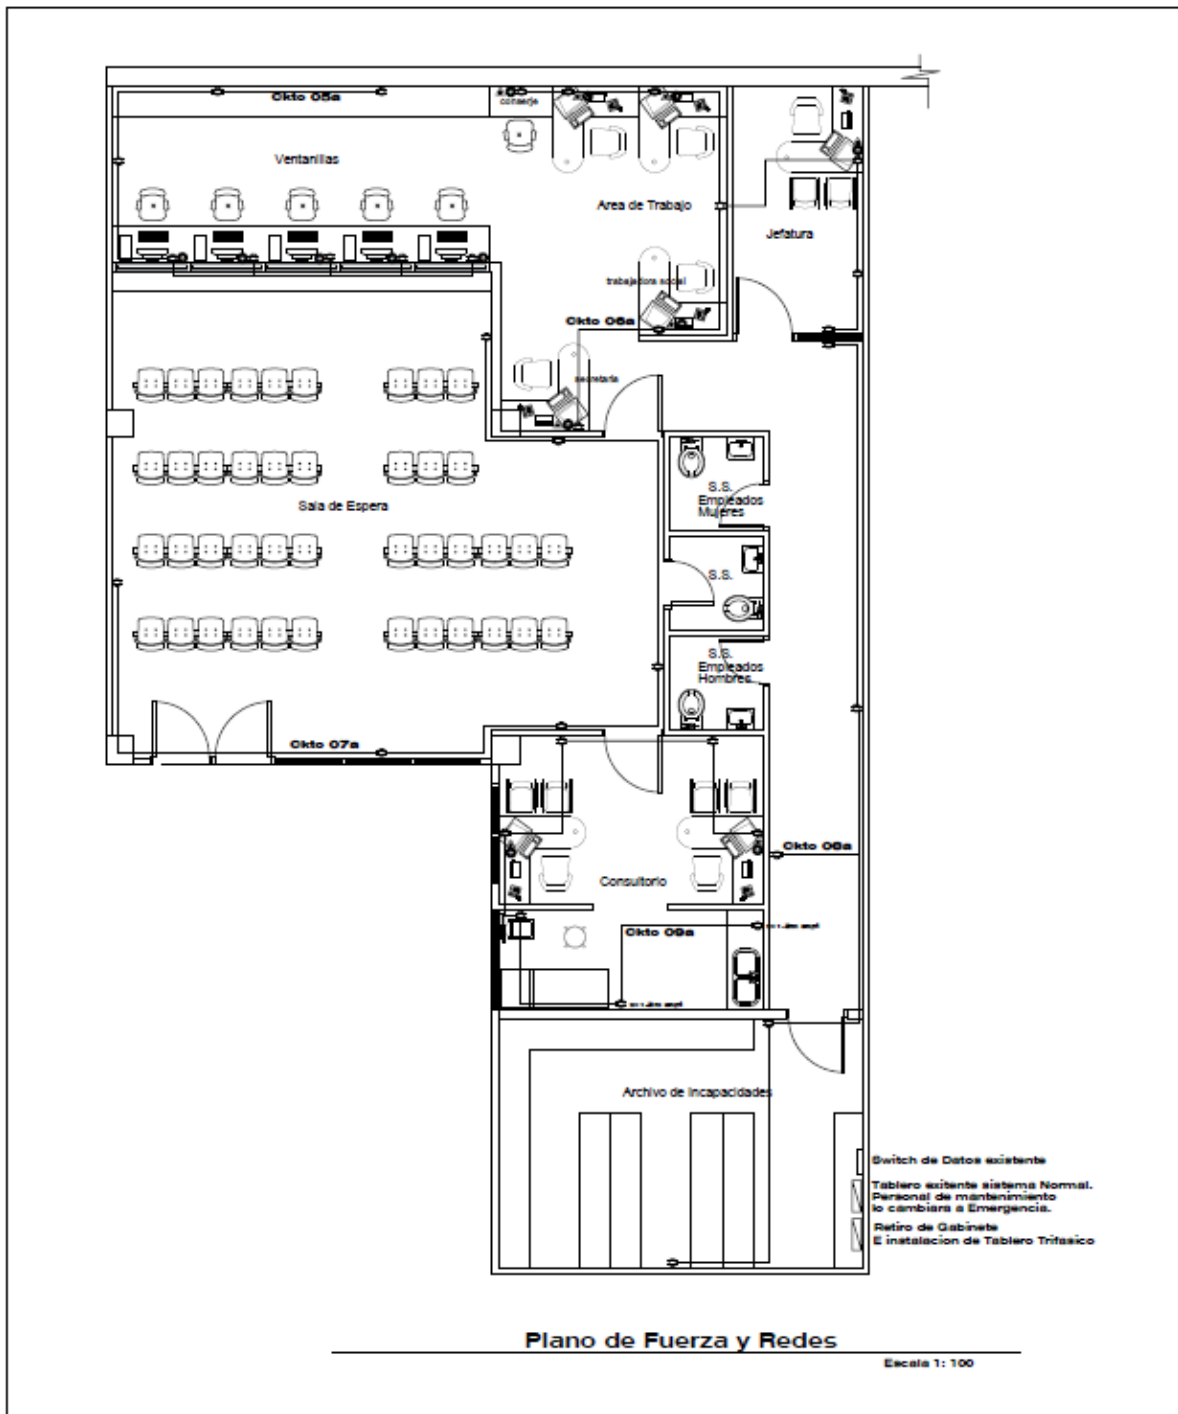 Ckto 05a
conserje
Ventanillas
Area de Trabajo
Jefatura
trabajadora social
Ckto 06a
secretaria
S.S.
Empleados
Mujeres
Sala de Espera
S.S.
S.S.
Empleados
Hombres
Ckto 07a
Ckto 08a
Consultorio
Ckto 09a
Archivo de Incapacidades
Switch de Datos existente
Tablero exitente sistema Normal.
Personal de mantenimiento
lo cambiara a Emergencia.
Retiro de Gabinete
E instalacion de Tablero Trifasico
Plano de Fuerza y Redes
Escala 1: 100